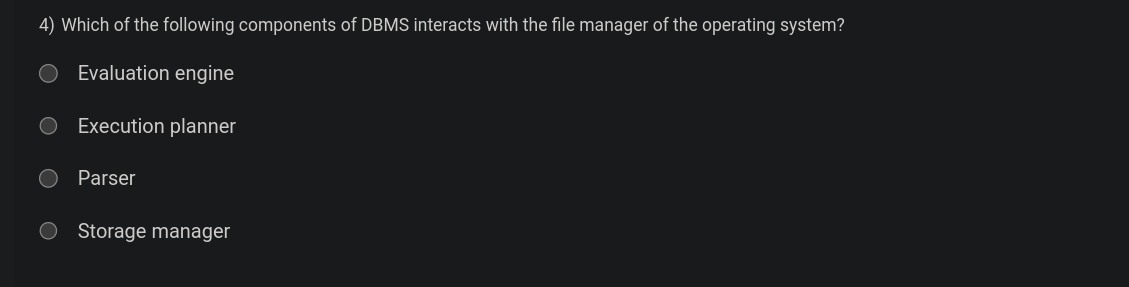 4) Which of the following components of DBMS interacts with the file manager of the operating system?
Evaluation engine
Execution planner
Parser
Storage manager